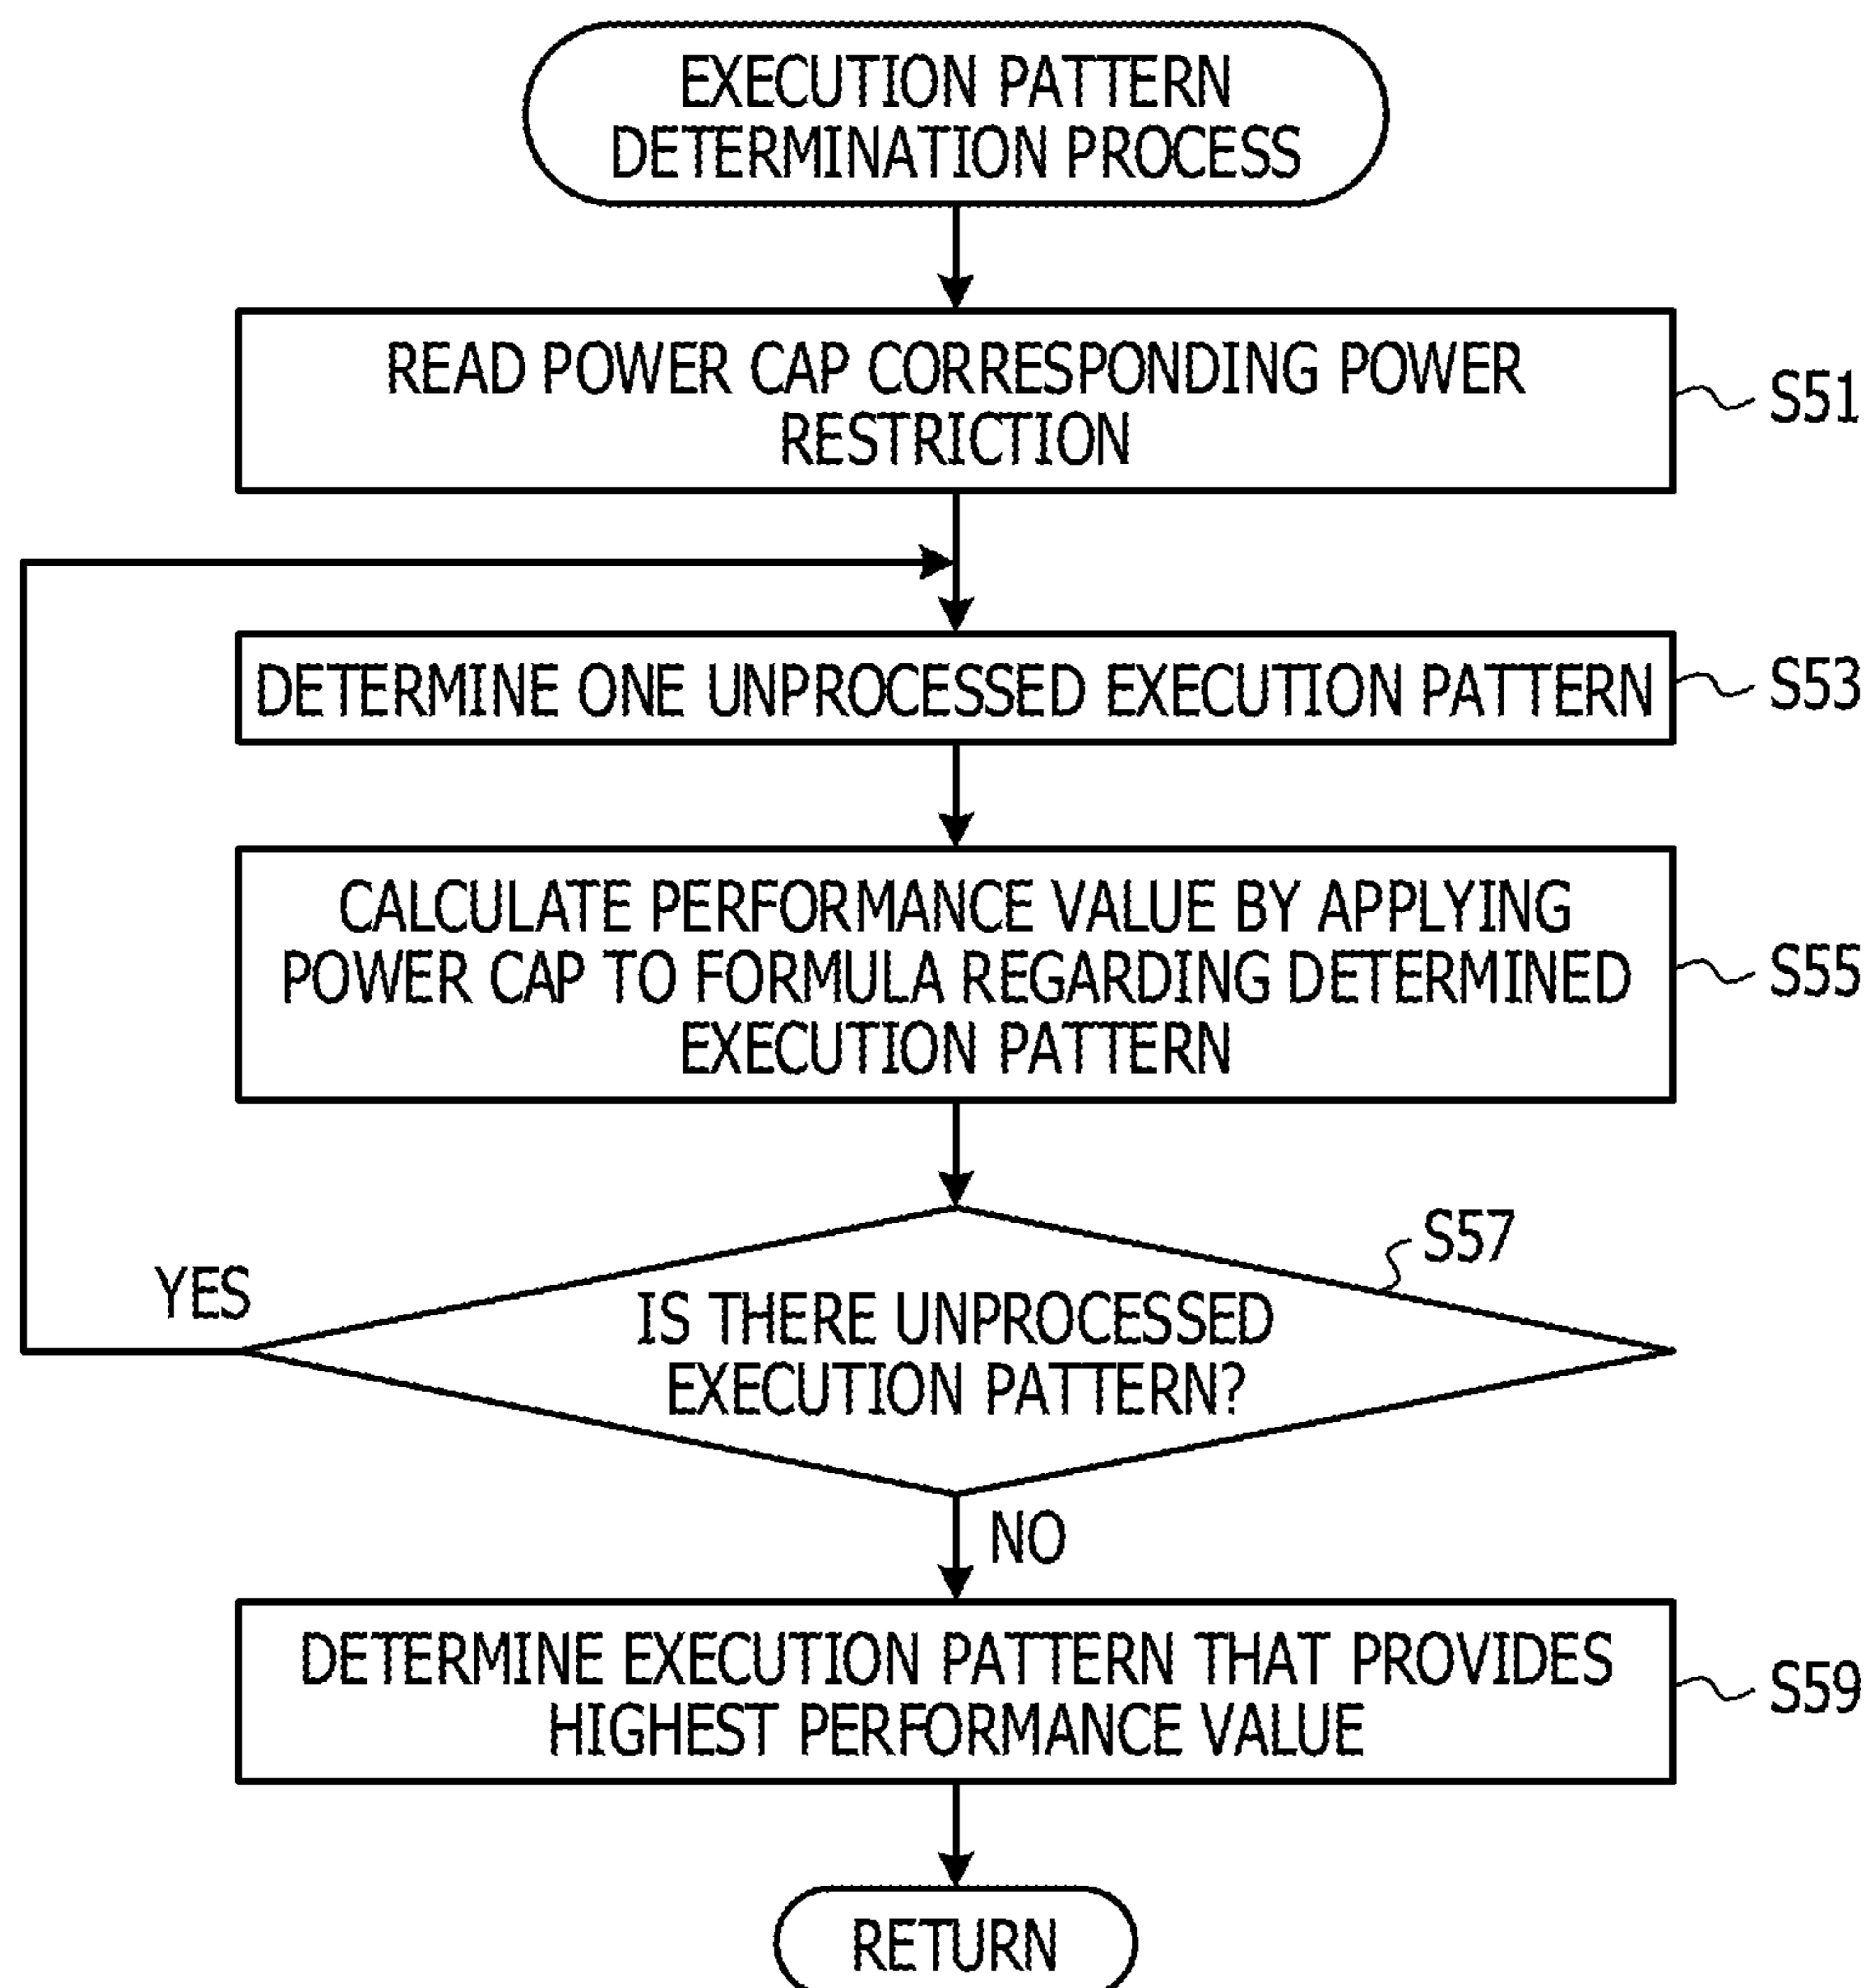 EXECUTION PATTERN
DETERMINATION PROCESS
READ POWER CAP CORRESPONDING POWER
RESTRICTION
S51
DETERMINE ONE UNPROCESSED EXECUTION PATTERN
S53
CALCULATE PERFORMANCE VALUE BY APPLYING
POWER CAP TO FORMULA REGARDING DETERMINED
EXECUTION PATTERN
S55
S57
YES
IS THERE UNPROCESSED
EXECUTION PATTERN?
NO
DETERMINE EXECUTION PATTERN THAT PROVIDES
HIGHEST PERFORMANCE VALUE
S59
RETURN